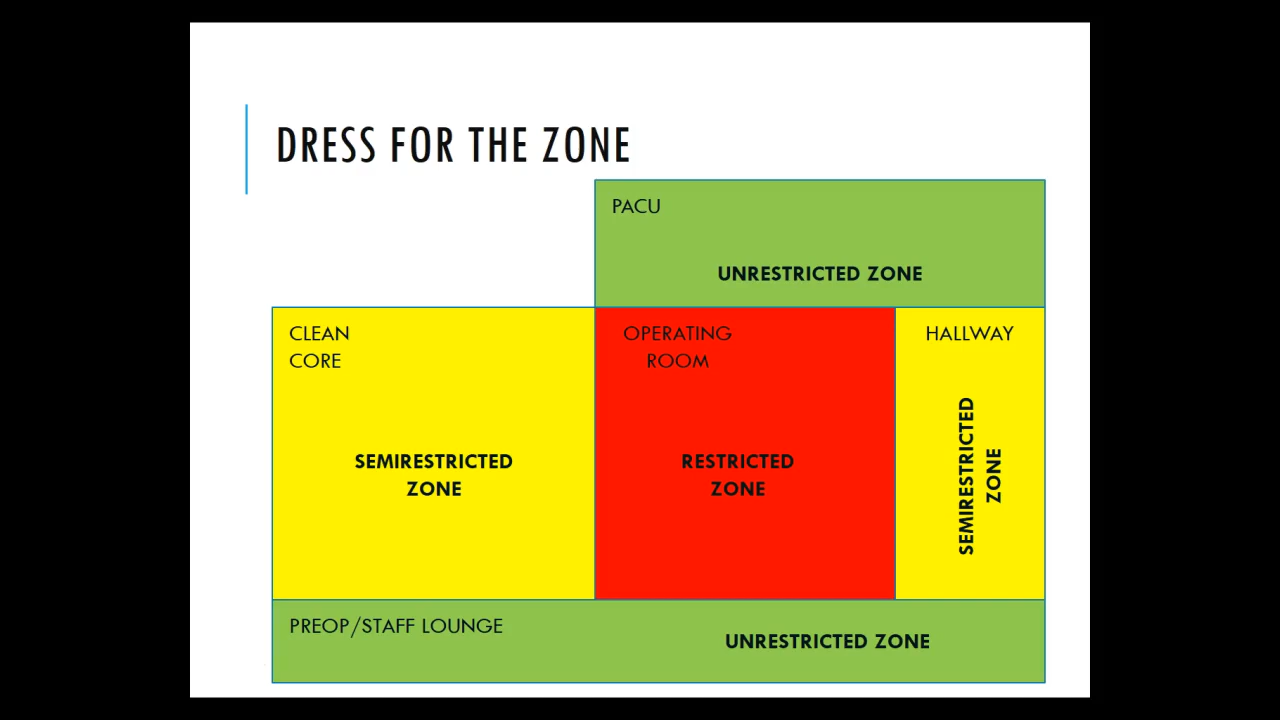 DRESS FOR THE ZONE
PACU
UNRESTRICTED ZONE
CLEAN
CORE
SEMIRESTRICTED
ZONE
OPERATING
ROOM
RESTRICTED
ZONE
HALLWAY
SEMIRESTRICTED
ZONE
PREOP/STAFF LOUNGE
UNRESTRICTED ZONE